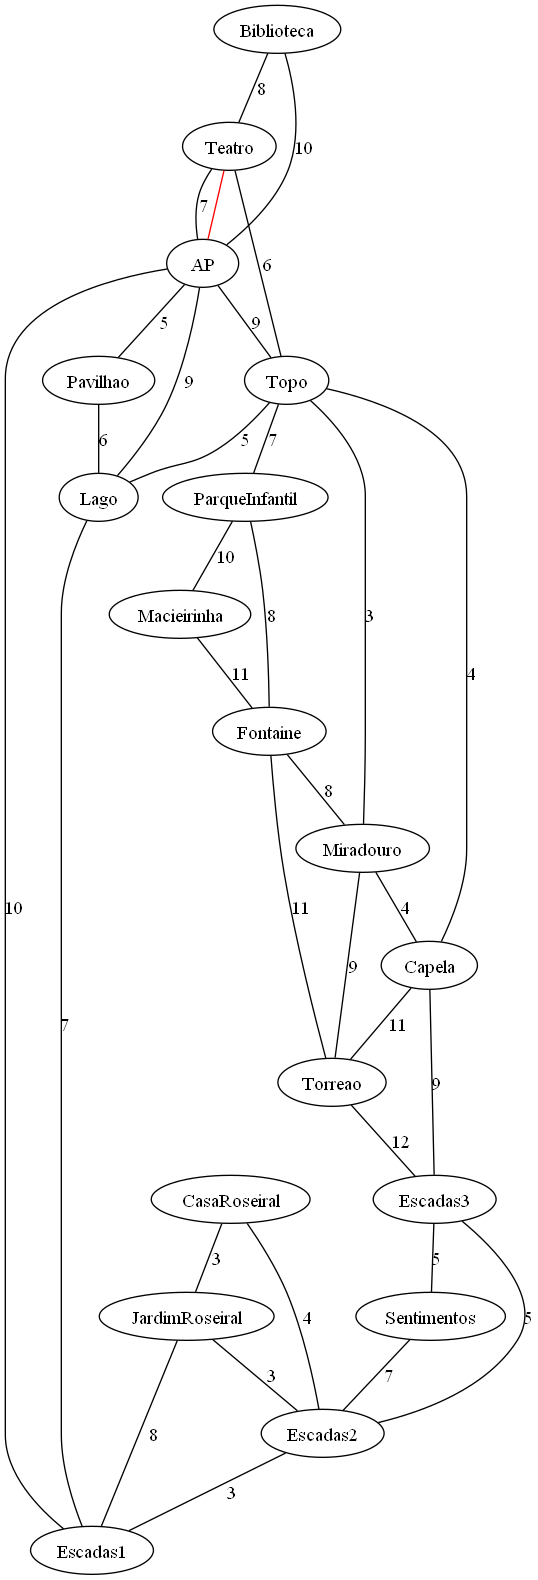 Biblioteca
8
Teatro
10
7
AP
6
5
9
Pavilhao
9
Topo
6
5
7
Lago
ParqueInfantil
10
Macieirinha
8
3
11
4
Fontaine
8
Miradouro
10
11
4
Capela
9
7
11
Torreao
9
12
CasaRoseiral
Escadas3
3
5
JardimRoseiral
4
Sentimentos
5
3
7
8
Escadas2
3
Escadas1